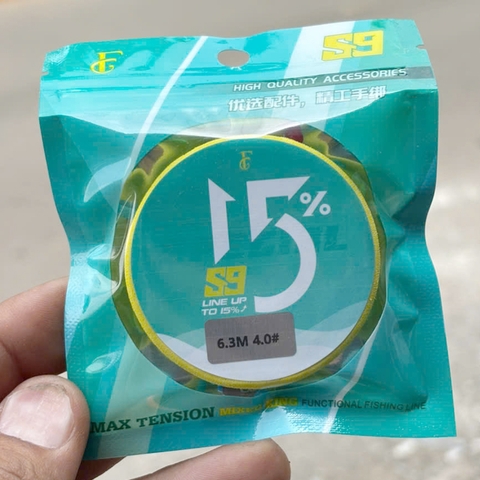 S9
HIGH QUALITY ACCESSORIES
优选配件，精工手绑
15%
S9
LINE UP
TO 15%
6.3M 4.0#
MAX TENSION FUNCTIONAL FISHING LINE